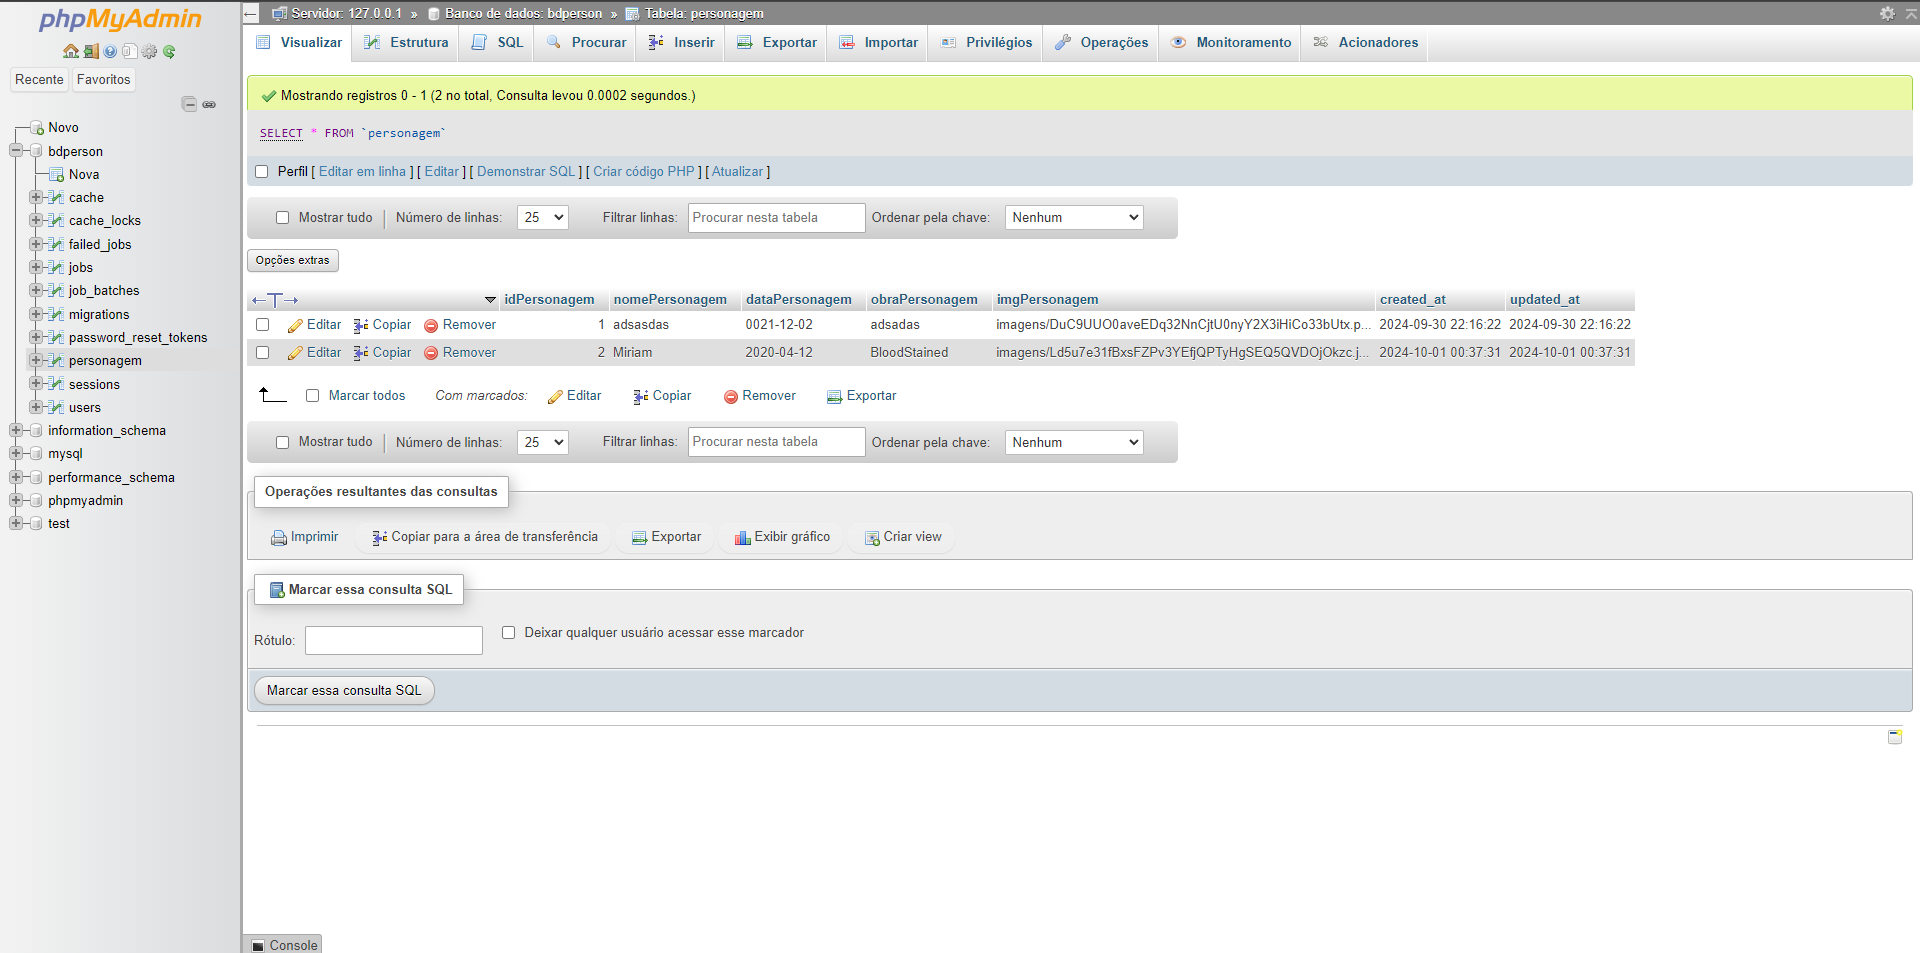 phpMyAdmin
Recente Favoritos
Novo
bdperson
Nova
cache
cache_locks
failed_jobs
jobs
job_batches
migrations
password_reset_tokens
personagem
sessions
users
information_schema
mysql
performance_schema
phpmyadmin
test
Servidor: 127.0.0.1 » Banco de dados: bdperson » Tabela: personagem
Visualizar Estrutura SQL Procurar Inserir Exportar Importar Privilégios Operações Monitoramento Acionadores
Mostrando registros 0 - 1 (2 no total, Consulta levou 0.0002 segundos.)
SELECT * FROM `personagem`
Perfil [ Editar em linha ] [ Editar ] [ Demonstrar SQL ] [ Criar código PHP ] [ Atualizar ]
Mostrar tudo Número de linhas: 25 Filtrar linhas: Procurar nesta tabela Ordenar pela chave: Nenhum
Opções extras
←T→ idPersonagem nomePersonagem dataPersonagem obraPersonagem imgPersonagem created_at updated_at
Editar Copiar Remover 1 adsasdas 0021-12-02 adsadas imagens/DuC9UUO0aveEDq32NnCjtU0nyY2X3iHiCo33bUtx.p... 2024-09-30 22:16:22 2024-09-30 22:16:22
Editar Copiar Remover 2 Miriam 2020-04-12 BloodStained imagens/Ld5u7e31fBxsFZPv3YEfjQPTyHgSEQ5QVDOjOkzc.j... 2024-10-01 00:37:31 2024-10-01 00:37:31
Marcar todos Com marcados: Editar Copiar Remover Exportar
Mostrar tudo Número de linhas: 25 Filtrar linhas: Procurar nesta tabela Ordenar pela chave: Nenhum
Operações resultantes das consultas
Imprimir Copiar para a área de transferência Exportar Exibir gráfico Criar view
Marcar essa consulta SQL
Rótulo: Deixar qualquer usuário acessar esse marcador
Marcar essa consulta SQL
Console